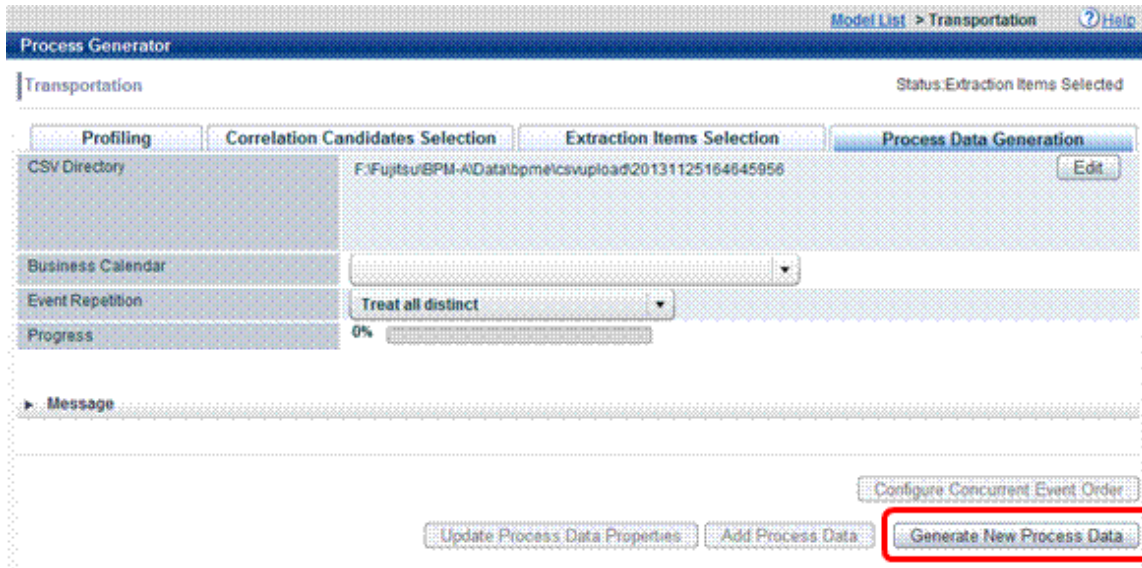 Model List > Transportation ? Help
Process Generator
Transportation Status:Extraction Items Selected
Profiling Correlation Candidates Selection Extraction Items Selection Process Data Generation
CSV Directory F:\Fujitsu\BPM-A\Data\bpme\csvupload\20131125164645956 Edit
Business Calendar
Event Repetition Treat all distinct
Progress 0%
Message
Configure Concurrent Event Order
Update Process Data Properties Add Process Data Generate New Process Data